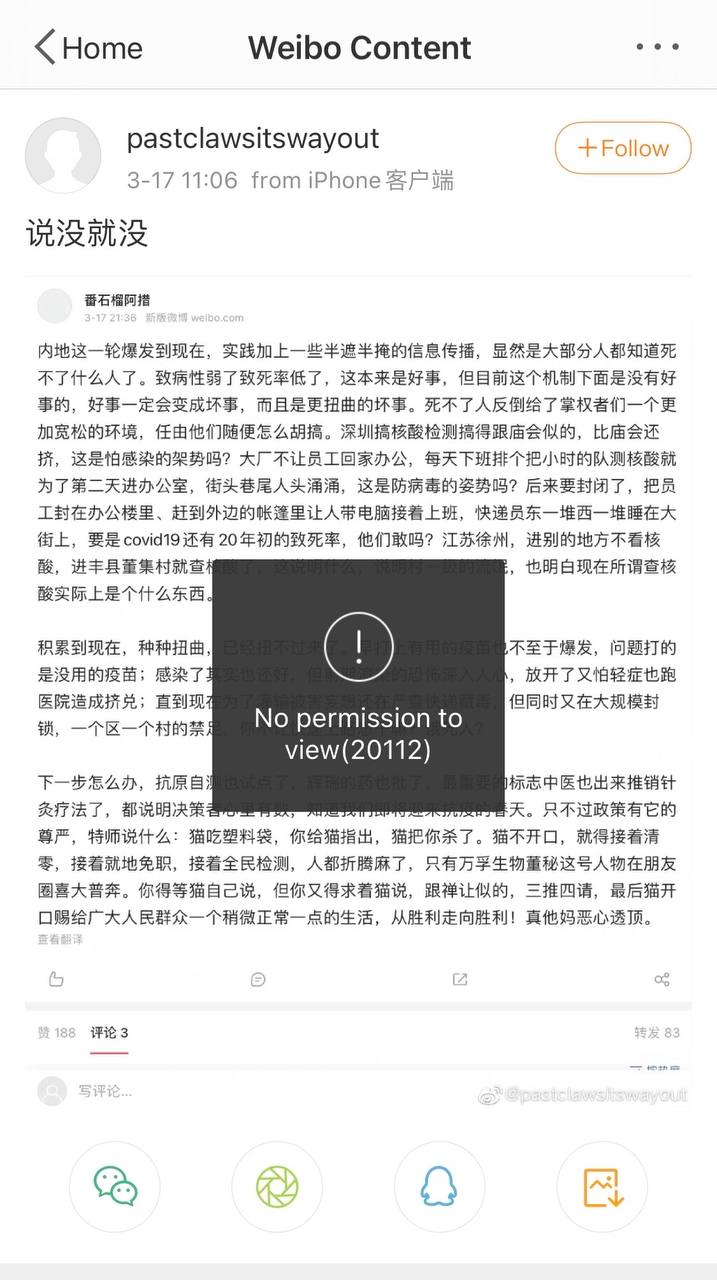 Home
Weibo Content
pastclawsitswayout
+Follow
3-17 11:06 from iPhone客户端
说没就没
番石榴阿措
3-17 21:36 新版微博 weibo.com
内地这一轮爆发到现在，实践加上一些半遮半掩的信息传播，显然是大部分人都知道死
不了什么人了。致病性弱了致死率低了，这本来是好事，但目前这个机制下面是没有好
事的，好事一定会变成坏事，而且是更扭曲的坏事。死不了人反倒给了掌权者们一个更
加宽松的环境，任由他们随便怎么胡搞。深圳搞核酸检测搞得跟庙会似的，比庙会还
挤，这是怕感染的架势吗？大厂不让员工回家办公，每天下班排个把小时的队测核酸就
为了第二天进办公室，街头巷尾人头涌涌，这是防病毒的姿势吗？后来要封闭了，把员
工封在办公楼里、赶到外边的帐篷里让人带电脑接着上班，快递员东一堆西一堆睡在大
街上，要是covid19还有20年初的致死率，他们敢吗？江苏徐州，进别的地方不看核
酸，进丰县董集村就查核酸了，这说明什么，说明村一级的流氓，也明白现在所谓查核
酸实际上是个什么东西。
积累到现在，种种扭曲，已经扭不过来了。早打上有用的疫苗也不至于爆发，问题打的
是没用的疫苗；感染了其实也还好，但前期渲染的恐怖深入人心，放开了又怕轻症也跑
医院造成挤兑；直到现在为了被害妄想还在严查快递藏毒，但同时又在大规模封
锁，一个区一个村的禁足，
下一步怎么办，抗原自测也试点了，辉瑞的药也批了，最重要的标志中医也出来推销针
灸疗法了，都说明决策者心里有数，知道我们即将迎来抗疫的春天。只不过政策有它的
尊严，特师说什么：猫吃塑料袋，你给猫指出，猫把你杀了。猫不开口，就得接着清
零，接着就地免职，接着全民检测，人都折腾麻了，只有万孚生物董秘这号人物在朋友
圈喜大普奔。你得等猫自己说，但你又得求着猫说，跟禅让似的，三推四请，最后猫开
口赐给广大人民群众一个稍微正常一点的生活，从胜利走向胜利！真他妈恶心透顶。
查看翻译
No permission to
view(20112)
赞 188 评论 3 转发 83
写评论...
@pastclawsitswayout